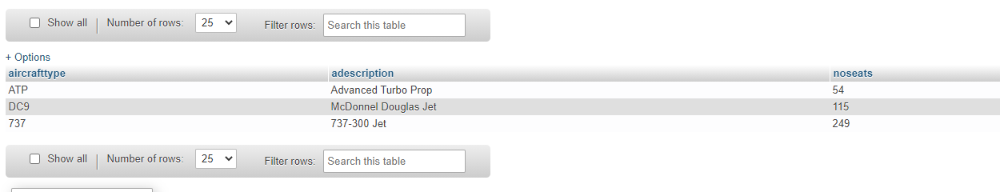 Show all Number of rows: 25 Filter rows: Search this table
+ Options
aircrafttype adescription noseats
ATP Advanced Turbo Prop 54
DC9 McDonnel Douglas Jet 115
737 737-300 Jet 249
Show all Number of rows: 25 Filter rows: Search this table